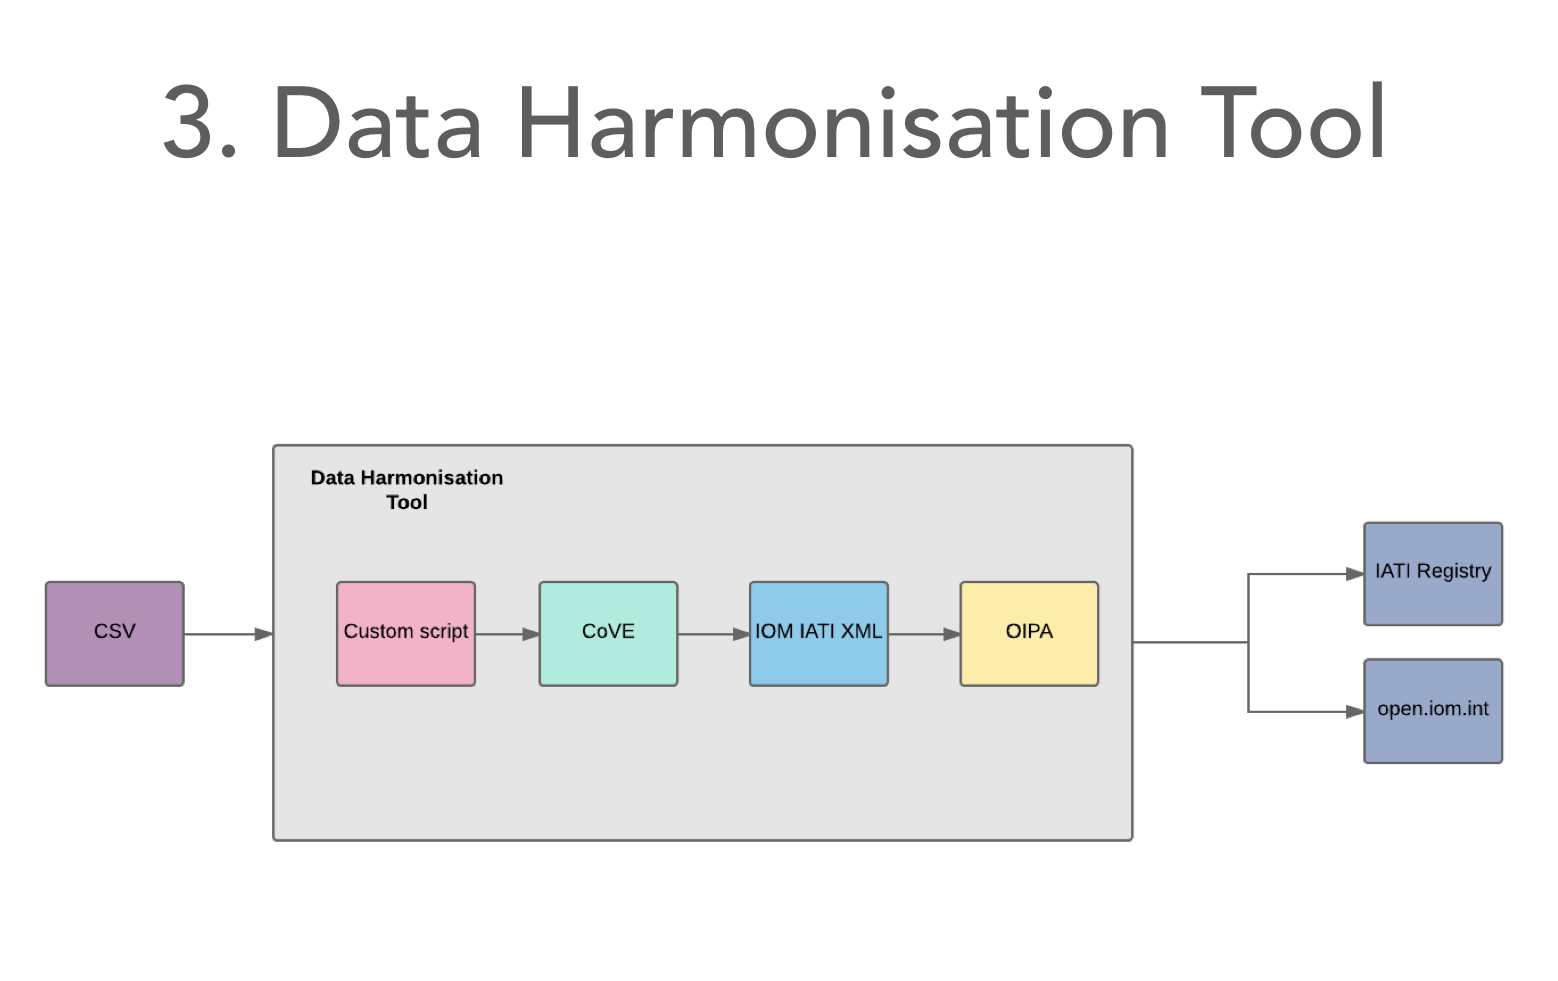 3. Data Harmonisation Tool
Data Harmonisation
Tool
CSV
Custom script
CoVE
IOM IATI XML
OIPA
IATI Registry
open.iom.int